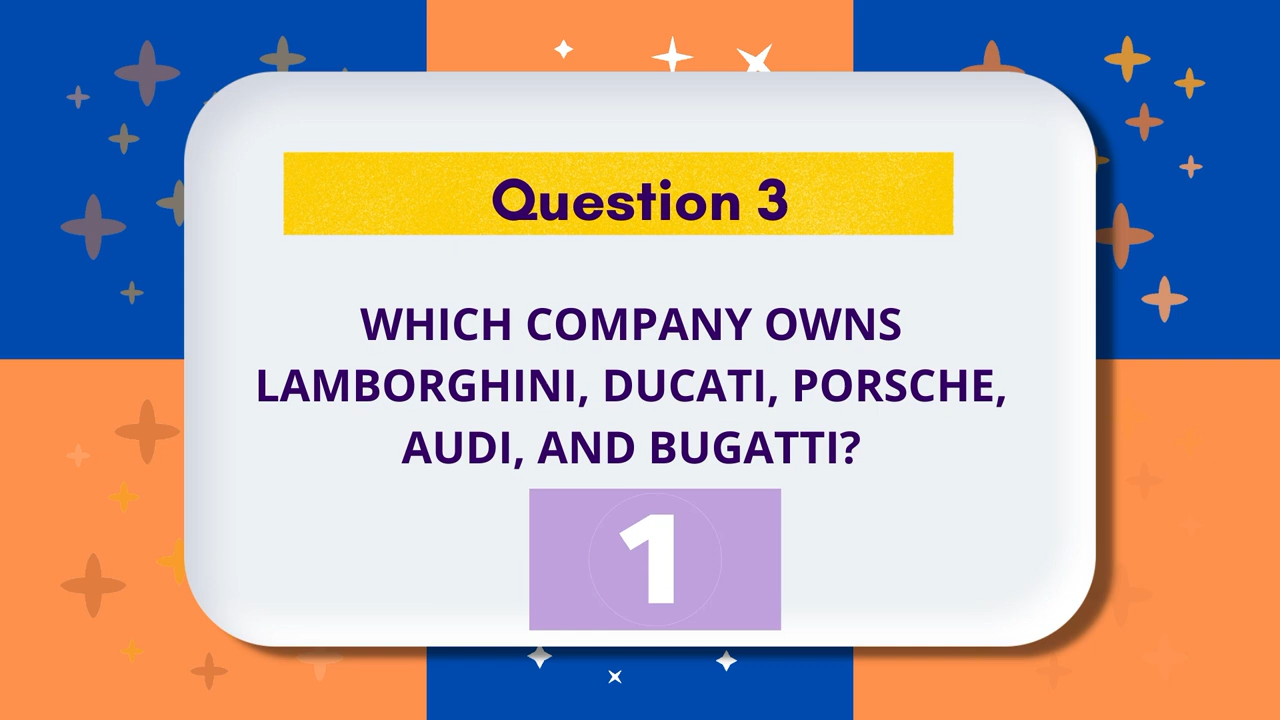 Question 3
WHICH COMPANY OWNS
LAMBORGHINI, DUCATI, PORSCHE,
AUDI, AND BUGATTI?
1